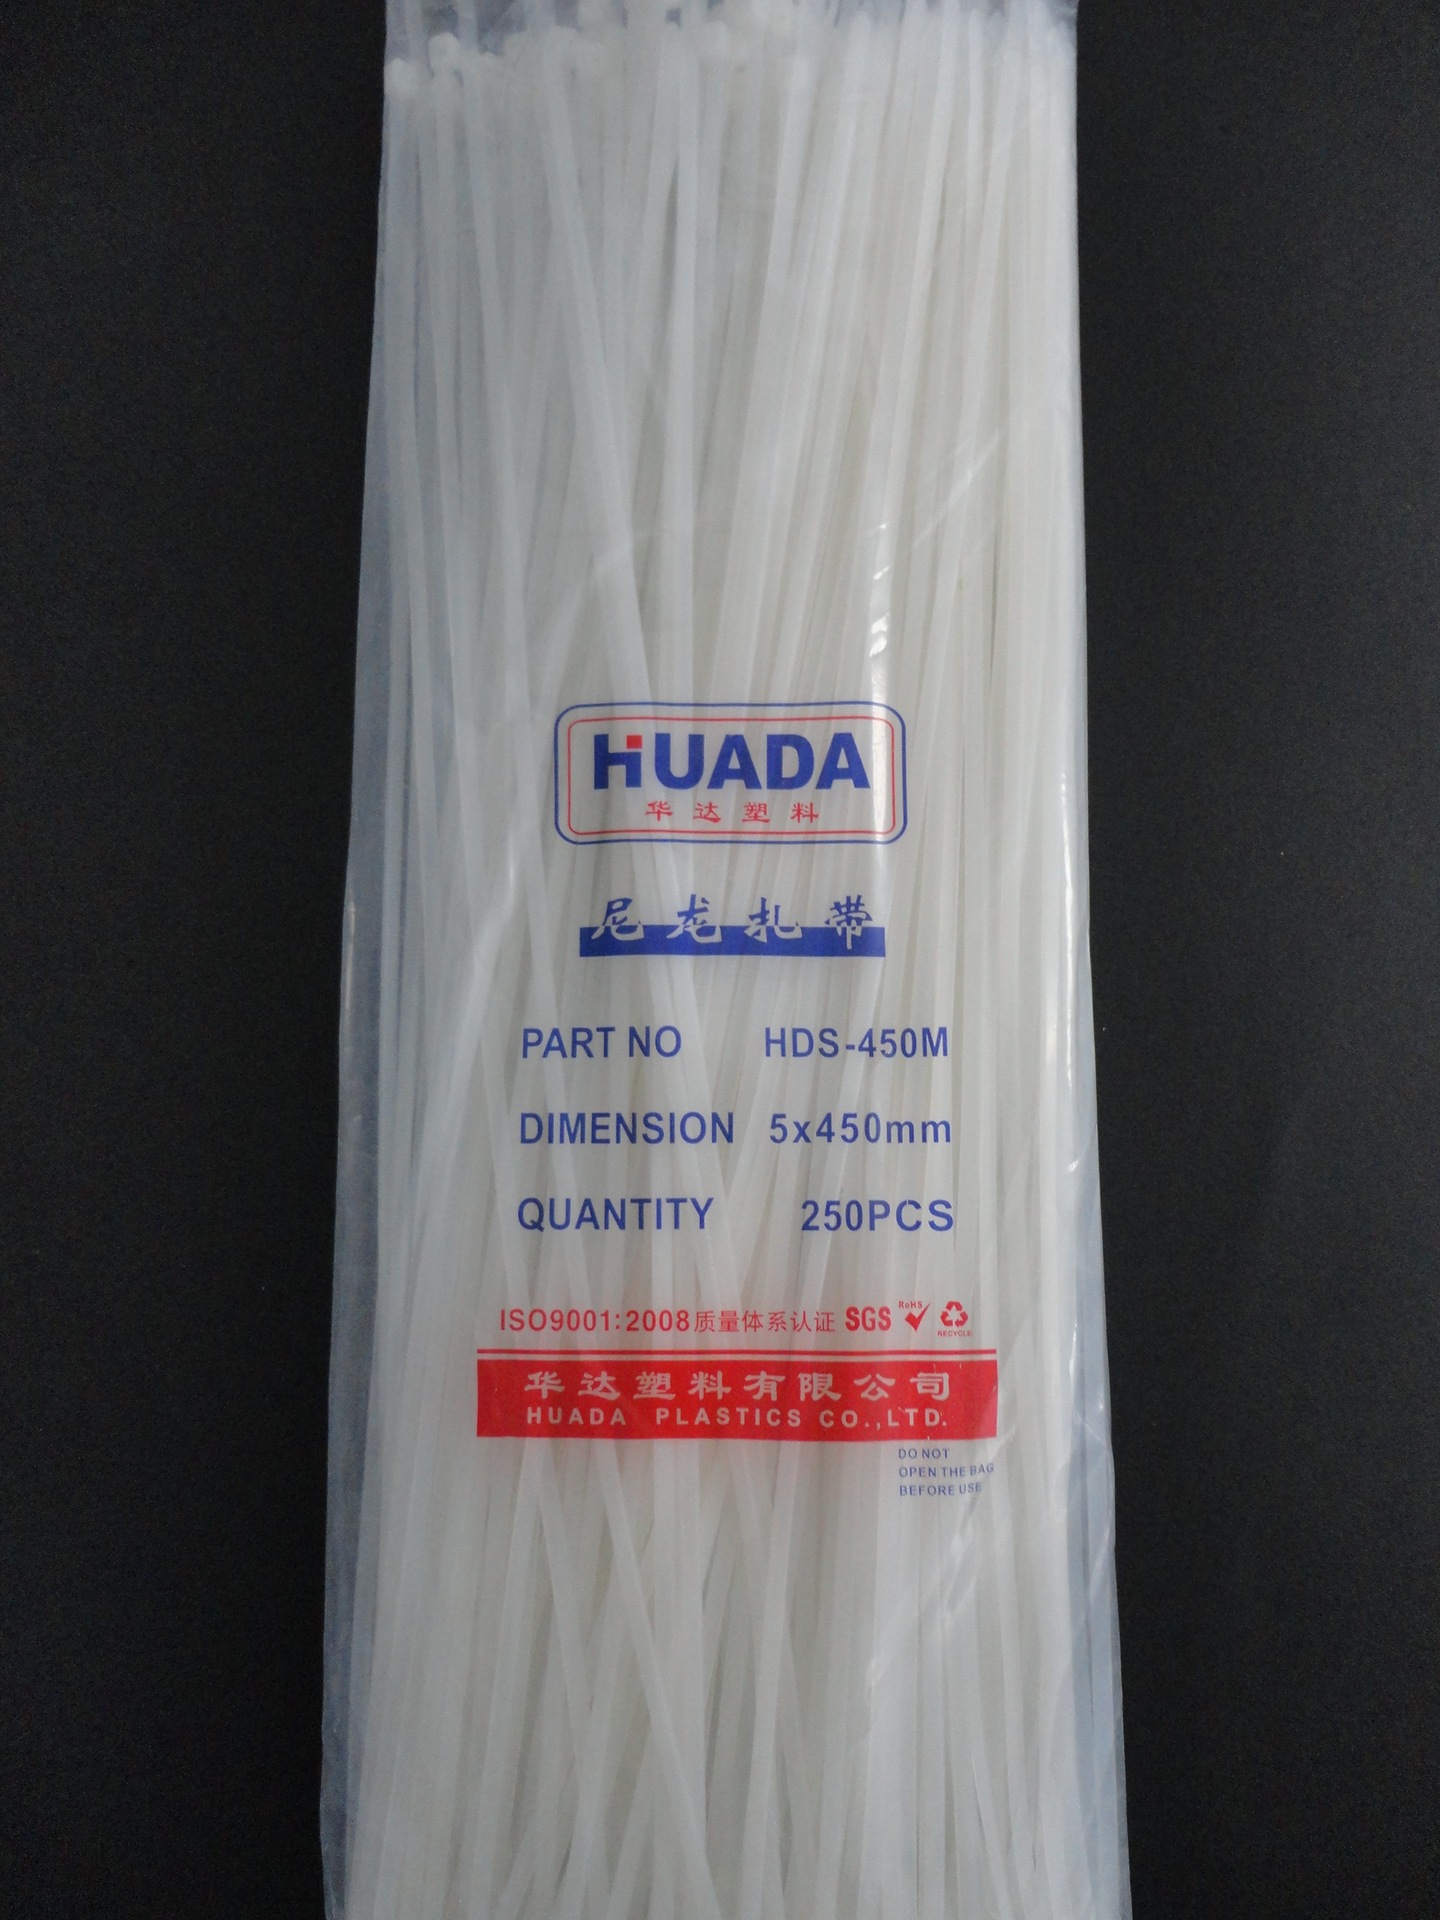 HUADA
华达塑料
尼龙扎带
PART NO HDS-450M
DIMENSION 5x450mm
QUANTITY 250PCS
ISO9001:2008质量体系认证 SGS RoHS
RECYCLE
华达塑料有限公司
HUADA PLASTICS CO.,LTD.
DO NOT
OPEN THE BAG
BEFORE USE